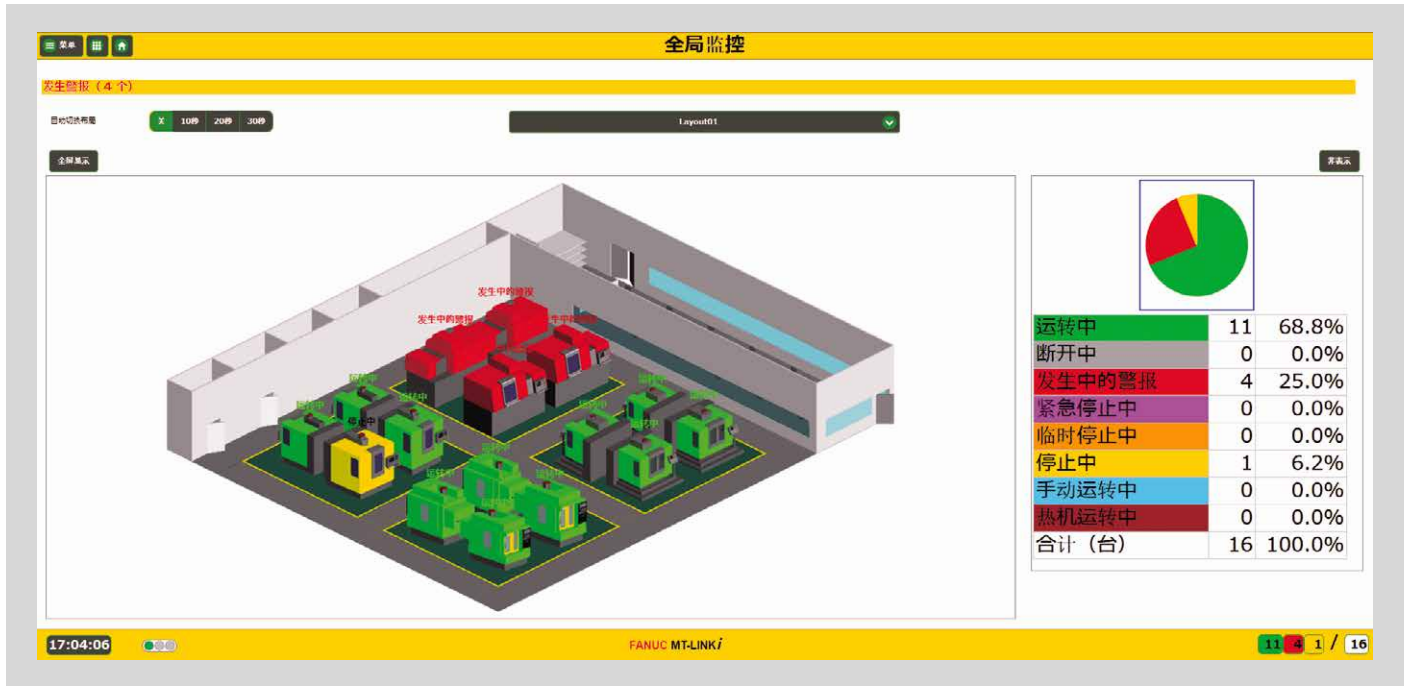 菜单
全局监控
发生警报（4 个）
自动切换布局
X 10秒 20秒 30秒
Layout01
全屏显示
非表示
发生中的警报
发生中的警报
运转中
运转中
运转中
停止中
运转中
运转中
运转中
运转中
运转中
运转中
运转中
运转中 11 68.8%
断开中 0 0.0%
发生中的警报 4 25.0%
紧急停止中 0 0.0%
临时停止中 0 0.0%
停止中 1 6.2%
手动运转中 0 0.0%
热机运转中 0 0.0%
合计（台） 16 100.0%
17:04:06
FANUC MT-LINKi
11 4 1 / 16